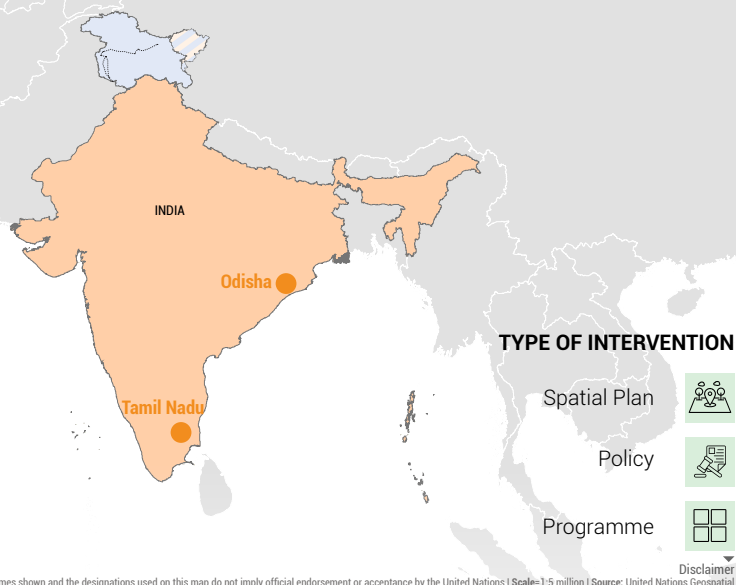 INDIA
Odisha
TYPE OF INTERVENTION
Spatial Plan
Tamil Nadu
Policy
Programme
Disclaimer
mes shown and the designations used on this map do not imply official endorsement or acceptance by the United Nations | Scale=1:5 million | Source: United Nations Geospatial